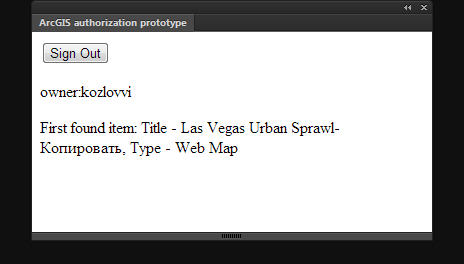 ArcGIS authorization prototype
Sign Out
owner:kozlovvi
First found item: Title - Las Vegas Urban Sprawl-
Копировать, Type - Web Map